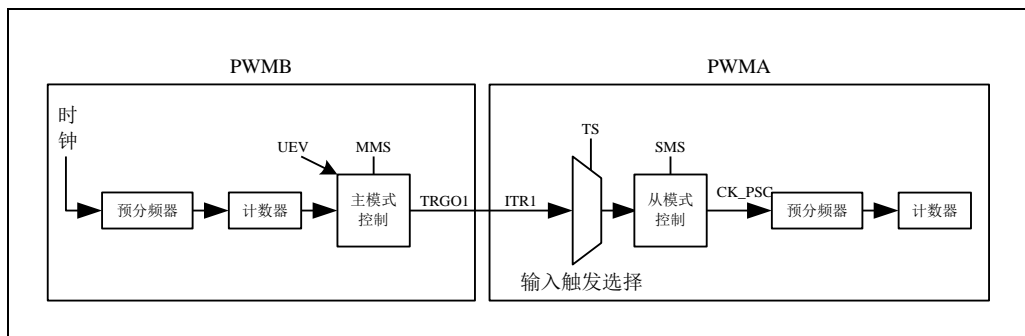 PWMB
PWMA
时
钟
UEV
MMS
TS
SMS
预分频器
计数器
主模式
控制
TRGO1
ITR1
从模式
控制
CK_PSC
预分频器
计数器
输入触发选择